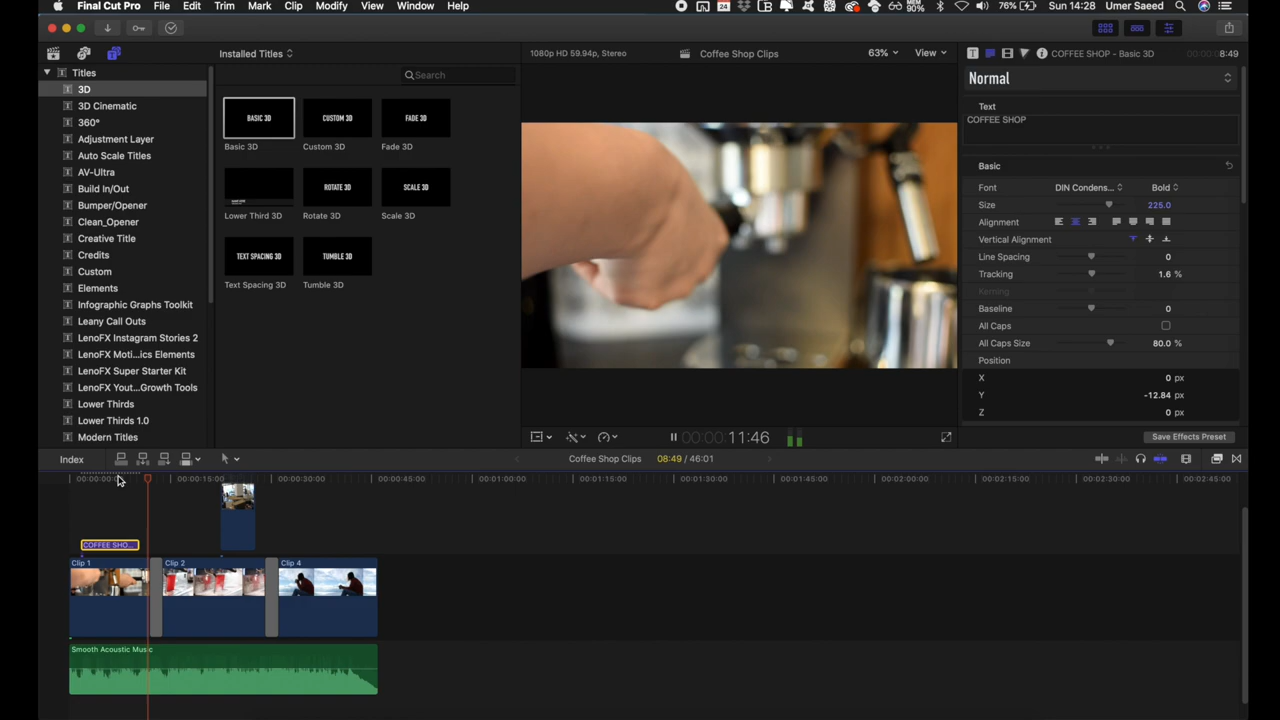 Final Cut Pro File Edit Trim Mark Clip Modify View Window Help
24 MEM 90% 76% Sun 14:28 Umer Saeed
Installed Titles
1080p HD 59.94p, Stereo
Coffee Shop Clips
63%
View
COFFEE SHOP - Basic 3D
8:49
Titles
3D
3D Cinematic
360°
Adjustment Layer
Auto Scale Titles
AV-Ultra
Build In/Out
Bumper/Opener
Clean_Opener
Creative Title
Credits
Custom
Elements
Infographic Graphs Toolkit
Leany Call Outs
LenoFX Instagram Stories 2
LenoFX Moti...ics Elements
LenoFX Super Starter Kit
LenoFX Yout...Growth Tools
Lower Thirds
Lower Thirds 1.0
Modern Titles
Search
BASIC 3D
CUSTOM 3D
FADE 3D
Basic 3D
Custom 3D
Fade 3D
ROTATE 3D
SCALE 3D
Lower Third 3D
Rotate 3D
Scale 3D
TEXT SPACING 3D
TUMBLE 3D
Text Spacing 3D
Tumble 3D
Normal
Text
COFFEE SHOP
Basic
Font DIN Condens... Bold
Size 225.0
Alignment
Vertical Alignment
Line Spacing 0
Tracking 1.6 %
Kerning
Baseline 0
All Caps
All Caps Size 80.0 %
Position
X 0 px
Y -12.84 px
Z 0 px
Save Effects Preset
00:00:00:11:46
Index
Coffee Shop Clips 08:49 / 46:01
00:00:15:00
00:00:30:00
00:00:45:00
00:01:00:00
00:01:15:00
00:01:30:00
00:01:45:00
00:02:00:00
00:02:15:00
00:02:30:00
00:02:45:00
COFFEE SHO...
Clip 1
Clip 2
Clip 4
Smooth Acoustic Music